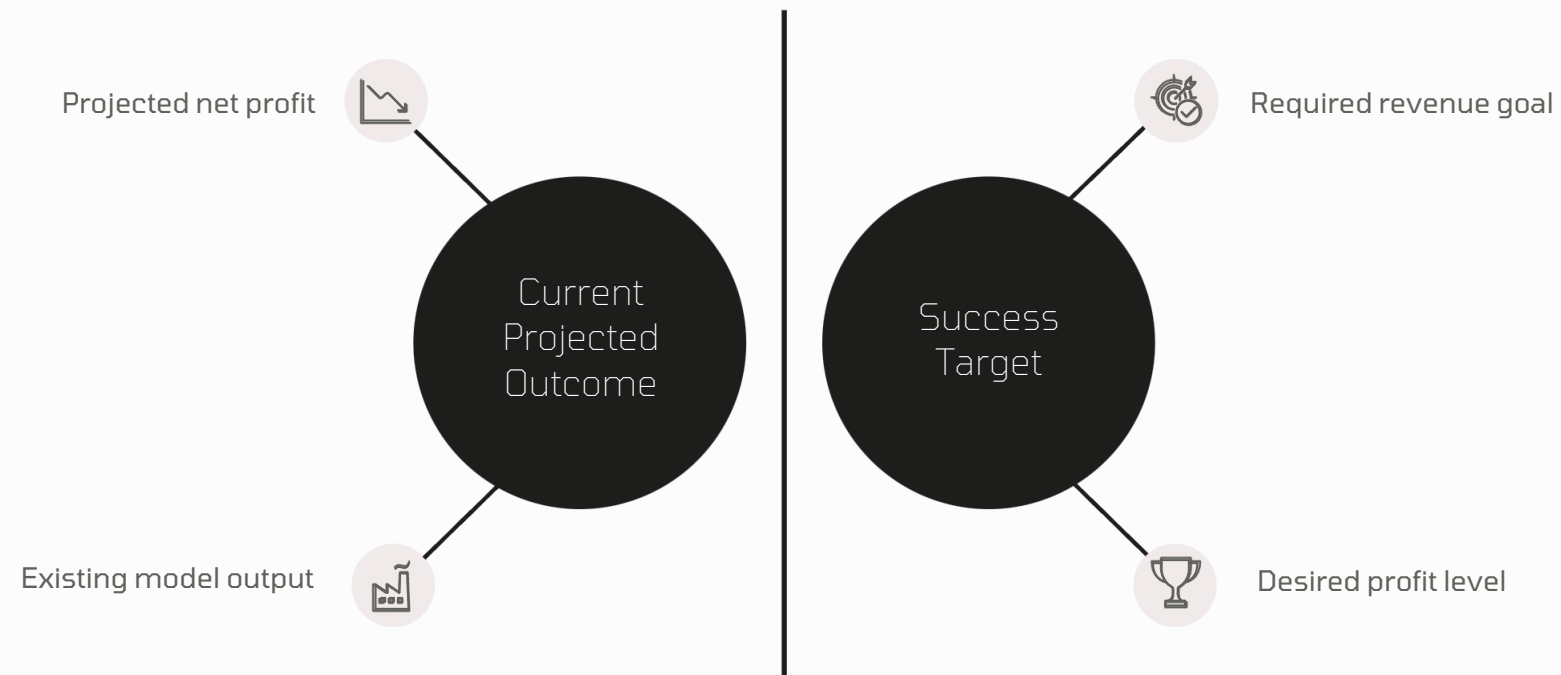 Projected net profit
Existing model output
Current
Projected
Outcome
Success
Target
Required revenue goal
Desired profit level